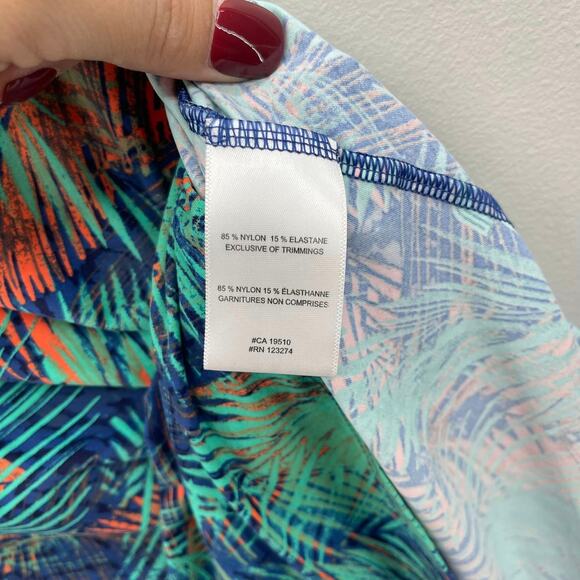 85 % NYLON 15 % ELASTANE
EXCLUSIVE OF TRIMMINGS
85 % NYLON 15 % ÉLASTHANNE
GARNITURES NON COMPRISES
#CA 19510
#RN 123274